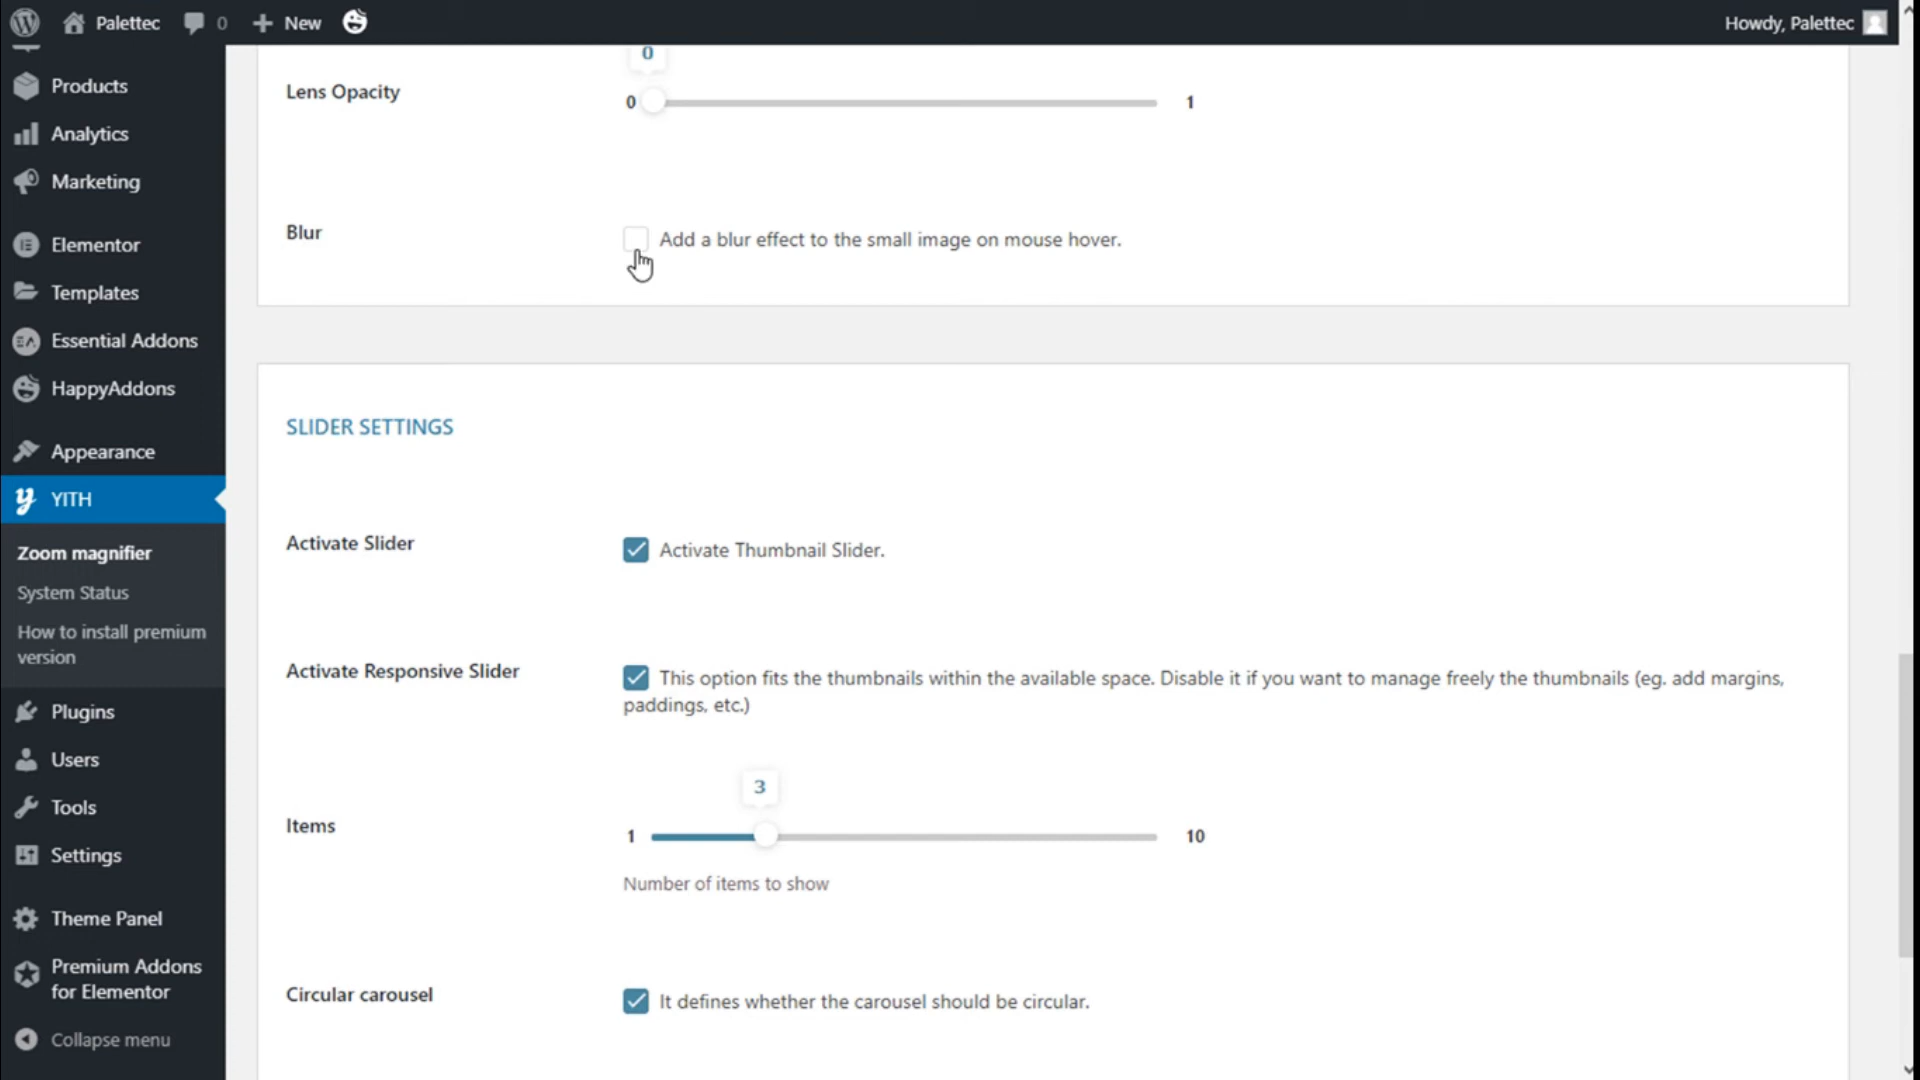 Palettec
0
New
Howdy, Palettec
Products
Analytics
Marketing
Elementor
Templates
Essential Addons
HappyAddons
Appearance
YITH
Zoom magnifier
System Status
How to install premium
version
Plugins
Users
Tools
Settings
Theme Panel
Premium Addons
for Elementor
Collapse menu
0
Lens Opacity
0
1
Blur
Add a blur effect to the small image on mouse hover.
SLIDER SETTINGS
Activate Slider
Activate Thumbnail Slider.
Activate Responsive Slider
This option fits the thumbnails within the available space. Disable it if you want to manage freely the thumbnails (eg. add margins,
paddings, etc.)
3
Items
1
10
Number of items to show
Circular carousel
It defines whether the carousel should be circular.